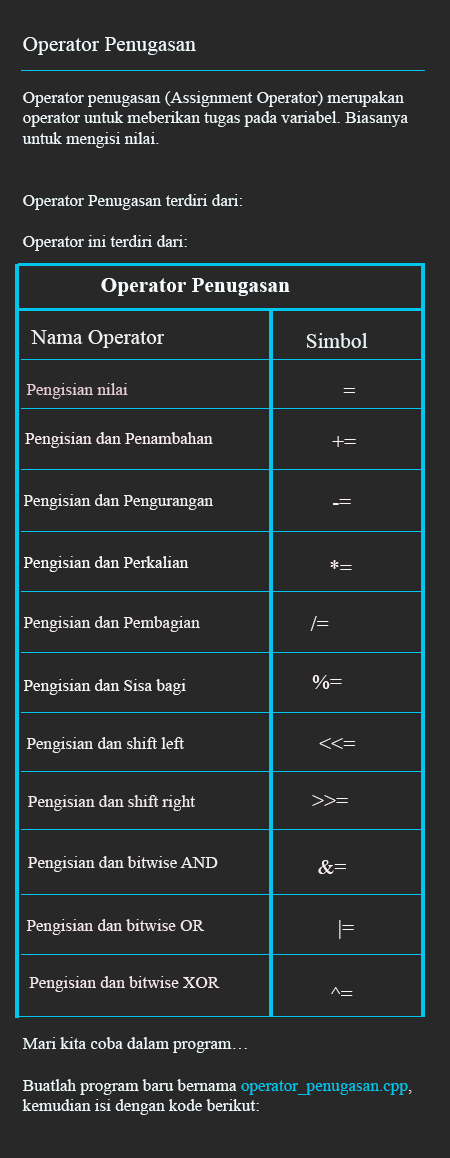 Operator Penugasan
Operator penugasan (Assignment Operator) merupakan
operator untuk meberikan tugas pada variabel. Biasanya
untuk mengisi nilai.
Operator Penugasan terdiri dari:
Operator ini terdiri dari:
Operator Penugasan
Nama Operator Simbol
Pengisian nilai =
Pengisian dan Penambahan +=
Pengisian dan Pengurangan -=
Pengisian dan Perkalian *=
Pengisian dan Pembagian /=
Pengisian dan Sisa bagi %=
Pengisian dan shift left <<=
Pengisian dan shift right >>=
Pengisian dan bitwise AND &=
Pengisian dan bitwise OR |=
Pengisian dan bitwise XOR ^=
Mari kita coba dalam program…
Buatlah program baru bernama operator_penugasan.cpp,
kemudian isi dengan kode berikut: